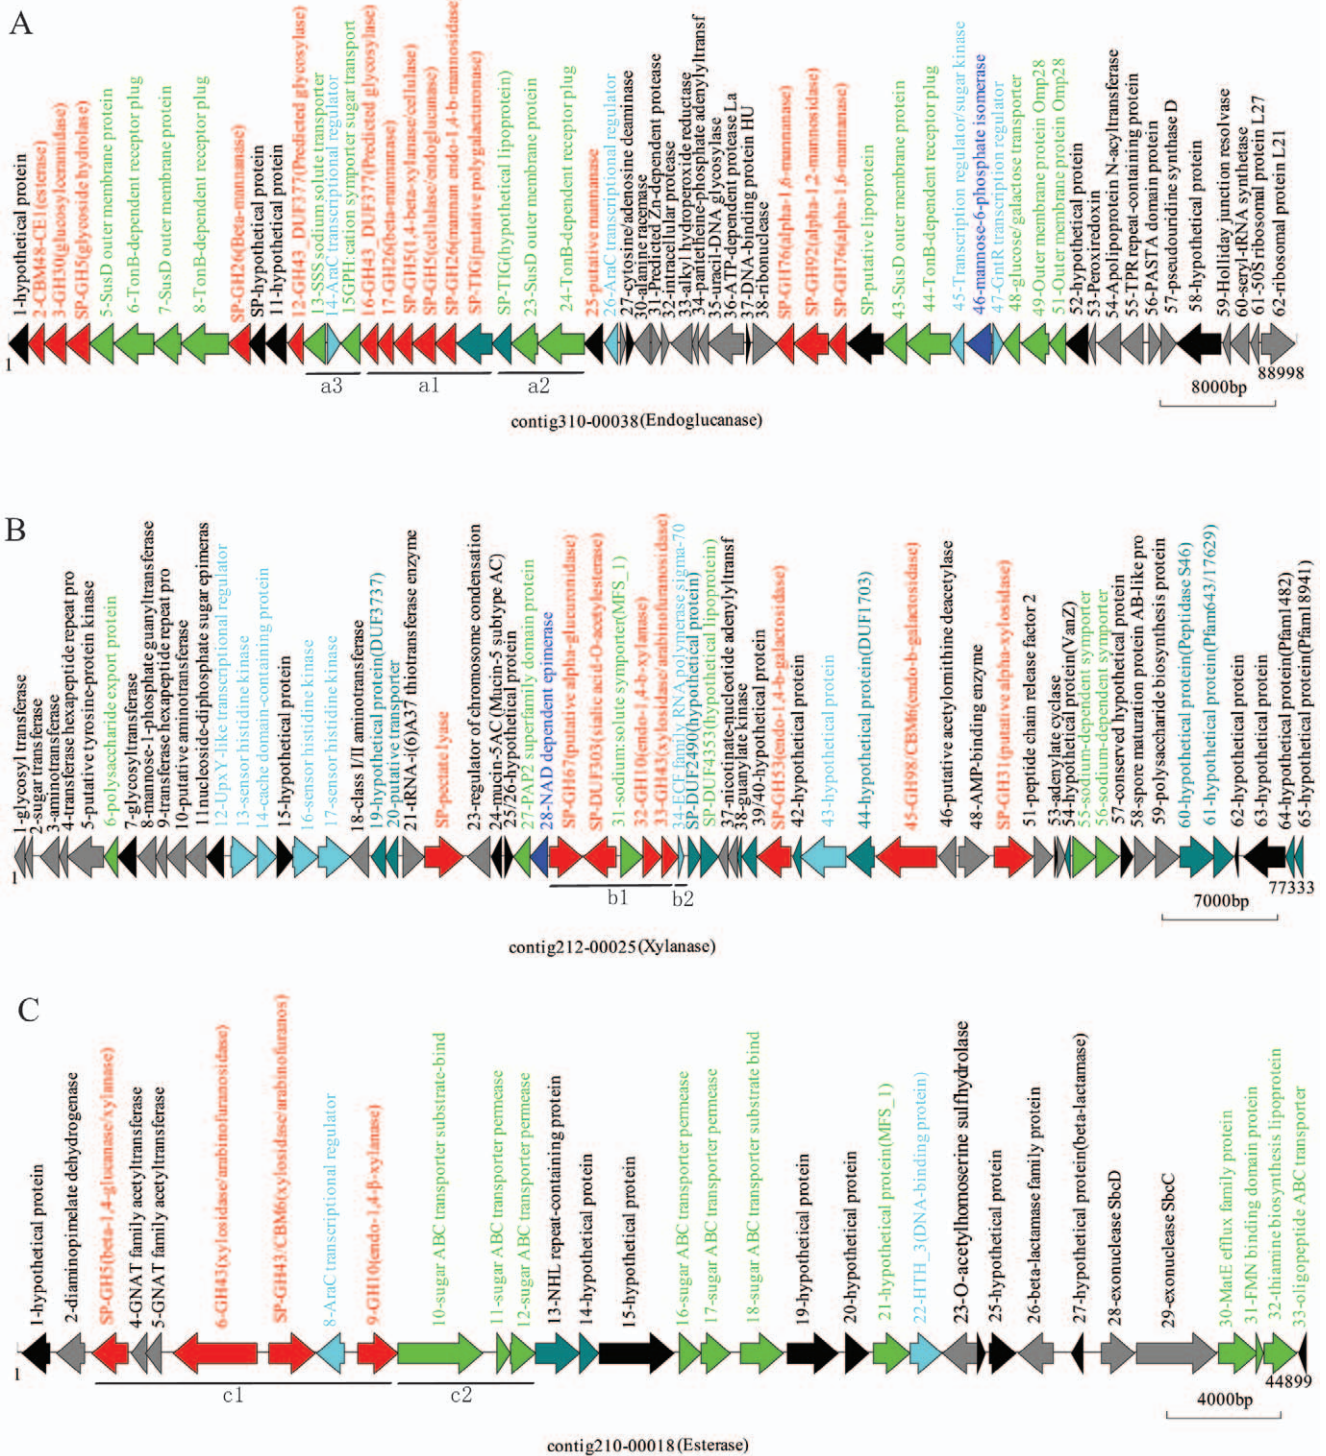 A
1-hypothetical protein
2-CBM48-CE1(esterase)
3-GH30(glucosylceramidase)
SP-GH5(glycoside hydrolase)
5-SusD outer membrane protein
6-TonB-dependent receptor plug
7-SusD outer membrane protein
8-TonB-dependent receptor plug
SP-GH26(Beta-mannanase)
SP-hypothetical protein
11-hypothetical protein
12-GH43_DUF377(Predicted glycosylase)
13-SSS sodium solute transporter
14-AraC transcriptional regulator
15GPH:cation symporter sugar transport
16-GH43_DUF377(Predicted glycosylase)
17-GH26(beta-mannanase)
SP-GH5(1,4-beta-xylanase/cellulase)
SP-GH5(cellulase/endoglucanase)
SP-GH26(mannan endo-1,4-b-mannosidase
SP-TIG(putative polygalacturonase)
SP-TIG(hypothetical lipoprotein)
23-SusD outer membrane protein
24-TonB-dependent receptor plug
25-putative mannanase
26-AraC transcriptional regulator
27-cytosine/adenosine deaminase
30-alanine racemase
31-Predicted Zn-dependent protease
32-intracellular protease
33-alkyl hydroperoxide reductase
34-pantetheine-phosphate adenylyltransf
35-uracil-DNA glycosylase
36-ATP-dependent protease La
37-DNA-binding protein HU
38-ribonuclease
SP-GH76(alpha-1,6-mannanase)
SP-GH92(alpha-1,2-mannosidase)
SP-GH76(alpha-1,6-mannanase)
SP-putative lipoprotein
43-SusD outer membrane protein
44-TonB-dependent receptor plug
45-Transcription regulator/sugar kinase
46-mannose-6-phosphate isomerase
47-GntR transcription regulator
48-glucose/galactose transporter
49-Outer membrane protein Omp28
51-Outer membrane protein Omp28
52-hypothetical protein
53-Peroxiredoxin
54-Apolipoprotein N-acyltransferase
55-TPR repeat-containing protein
56-PASTA domain protein
57-pseudouridine synthase D
58-hypothetical protein
59-Holliday junction resolvase
60-seryl-tRNA synthetase
61-50S ribosomal protein L27
62-ribosomal protein L21
1
88998
a3
a1
a2
8000bp
contig310-00038(Endoglucanase)
B
1-glycosyl transferase
2-sugar transferase
3-aminotransferase
4-transferase hexapeptide repeat pro
5-putative tyrosine-protein kinase
6-polysaccharide export protein
7-glycosyltransferase
8-mannose-1-phosphate guanyltransferase
9-transferase hexapeptide repeat pro
10-putative aminotransferase
11nucleoside-diphosphate sugar epimeras
12-UpxY-like transcriptional regulator
13-sensor histidine kinase
14-cache domain-containing protein
15-hypothetical protein
16-sensor histidine kinase
17-sensor histidine kinase
18-class I/II aminotransferase
19-hypothetical protein(DUF3737)
20-putative transporter
21-tRNA-i(6)A37 thiotransferase enzyme
SP-pectate lyase
23-regulator of chromosome condensation
24-mucin-5AC(Mucin-5 subtype AC)
25/26-hypothetical protein
27-PAP2 superfamily domain protein
28-NAD dependent epimerase
SP-GH67(putative alpha-glucuronidase)
SP-DUF303(sialic acid-O-acetylesterase)
31-sodium:solute symporter(MFS_1)
32-GH10(endo-1,4-b-xylanase)
33-GH43(xylosidase/arabinofuranosidase)
34-ECF family RNA polymerase sigma-70
SP-DUF2490(hypothetical protein)
SP-DUF4353(hypothetical lipoprotein)
37-nicotinate-nucleotide adenylyltransf
38-guanylate kinase
39/40-hypothetical protein
SP-GH53(endo-1,4-b-galactosidase)
42-hypothetical protein
43-hypothetical protein
44-hypothetical protein(DUF1703)
45-GH98/CBM6(endo-b-galactosidase)
46-putative acetylornithine deacetylase
48-AMP-binding enzyme
SP-GH31(putative alpha-xylosidase)
51-peptide chain release factor 2
53-adenylate cyclase
54-hypothetical protein(VanZ)
55-sodium-dependent symporter
56-sodium-dependent symporter
57-conserved hypothetical protein
58-spore maturation protein AB-like pro
59-polysaccharide biosynthesis protein
60-hypothetical protein(Peptidase S46)
61-hypothetical protein(Pfam643/17629)
62-hypothetical protein
63-hypothetical protein
64-hypothetical protein(Pfam1482)
65-hypothetical protein(Pfam18941)
1
77333
b1
b2
7000bp
contig212-00025(Xylanase)
C
1-hypothetical protein
2-diaminopimelate dehydrogenase
SP-GH5(beta-1,4-glucanase/xylanase)
4-GNAT family acetyltransferase
5-GNAT family acetyltransferase
6-GH43(xylosidase/arabinofuranosidase)
SP-GH43/CBM6(xylosidase/arabinofuranos)
8-AraC transcriptional regulator
9-GH10(endo-1,4-β-xylanase)
10-sugar ABC transporter substrate-bind
11-sugar ABC transporter permease
12-sugar ABC transporter permease
13-NHL repeat-containing protein
14-hypothetical protein
15-hypothetical protein
16-sugar ABC transporter permease
17-sugar ABC transporter permease
18-sugar ABC transporter substrate bind
19-hypothetical protein
20-hypothetical protein
21-hypothetical protein(MFS_1)
22-HTH_3(DNA-binding protein)
23-O-acetylhomoserine sulfhydrolase
25-hypothetical protein
26-beta-lactamase family protein
27-hypothetical protein(beta-lactamase)
28-exonuclease SbcD
29-exonuclease SbcC
30-MatE efflux family protein
31-FMN binding domain protein
32-thiamine biosynthesis lipoprotein
33-oligopeptide ABC transporter
1
44899
c1
c2
4000bp
contig210-00018(Esterase)